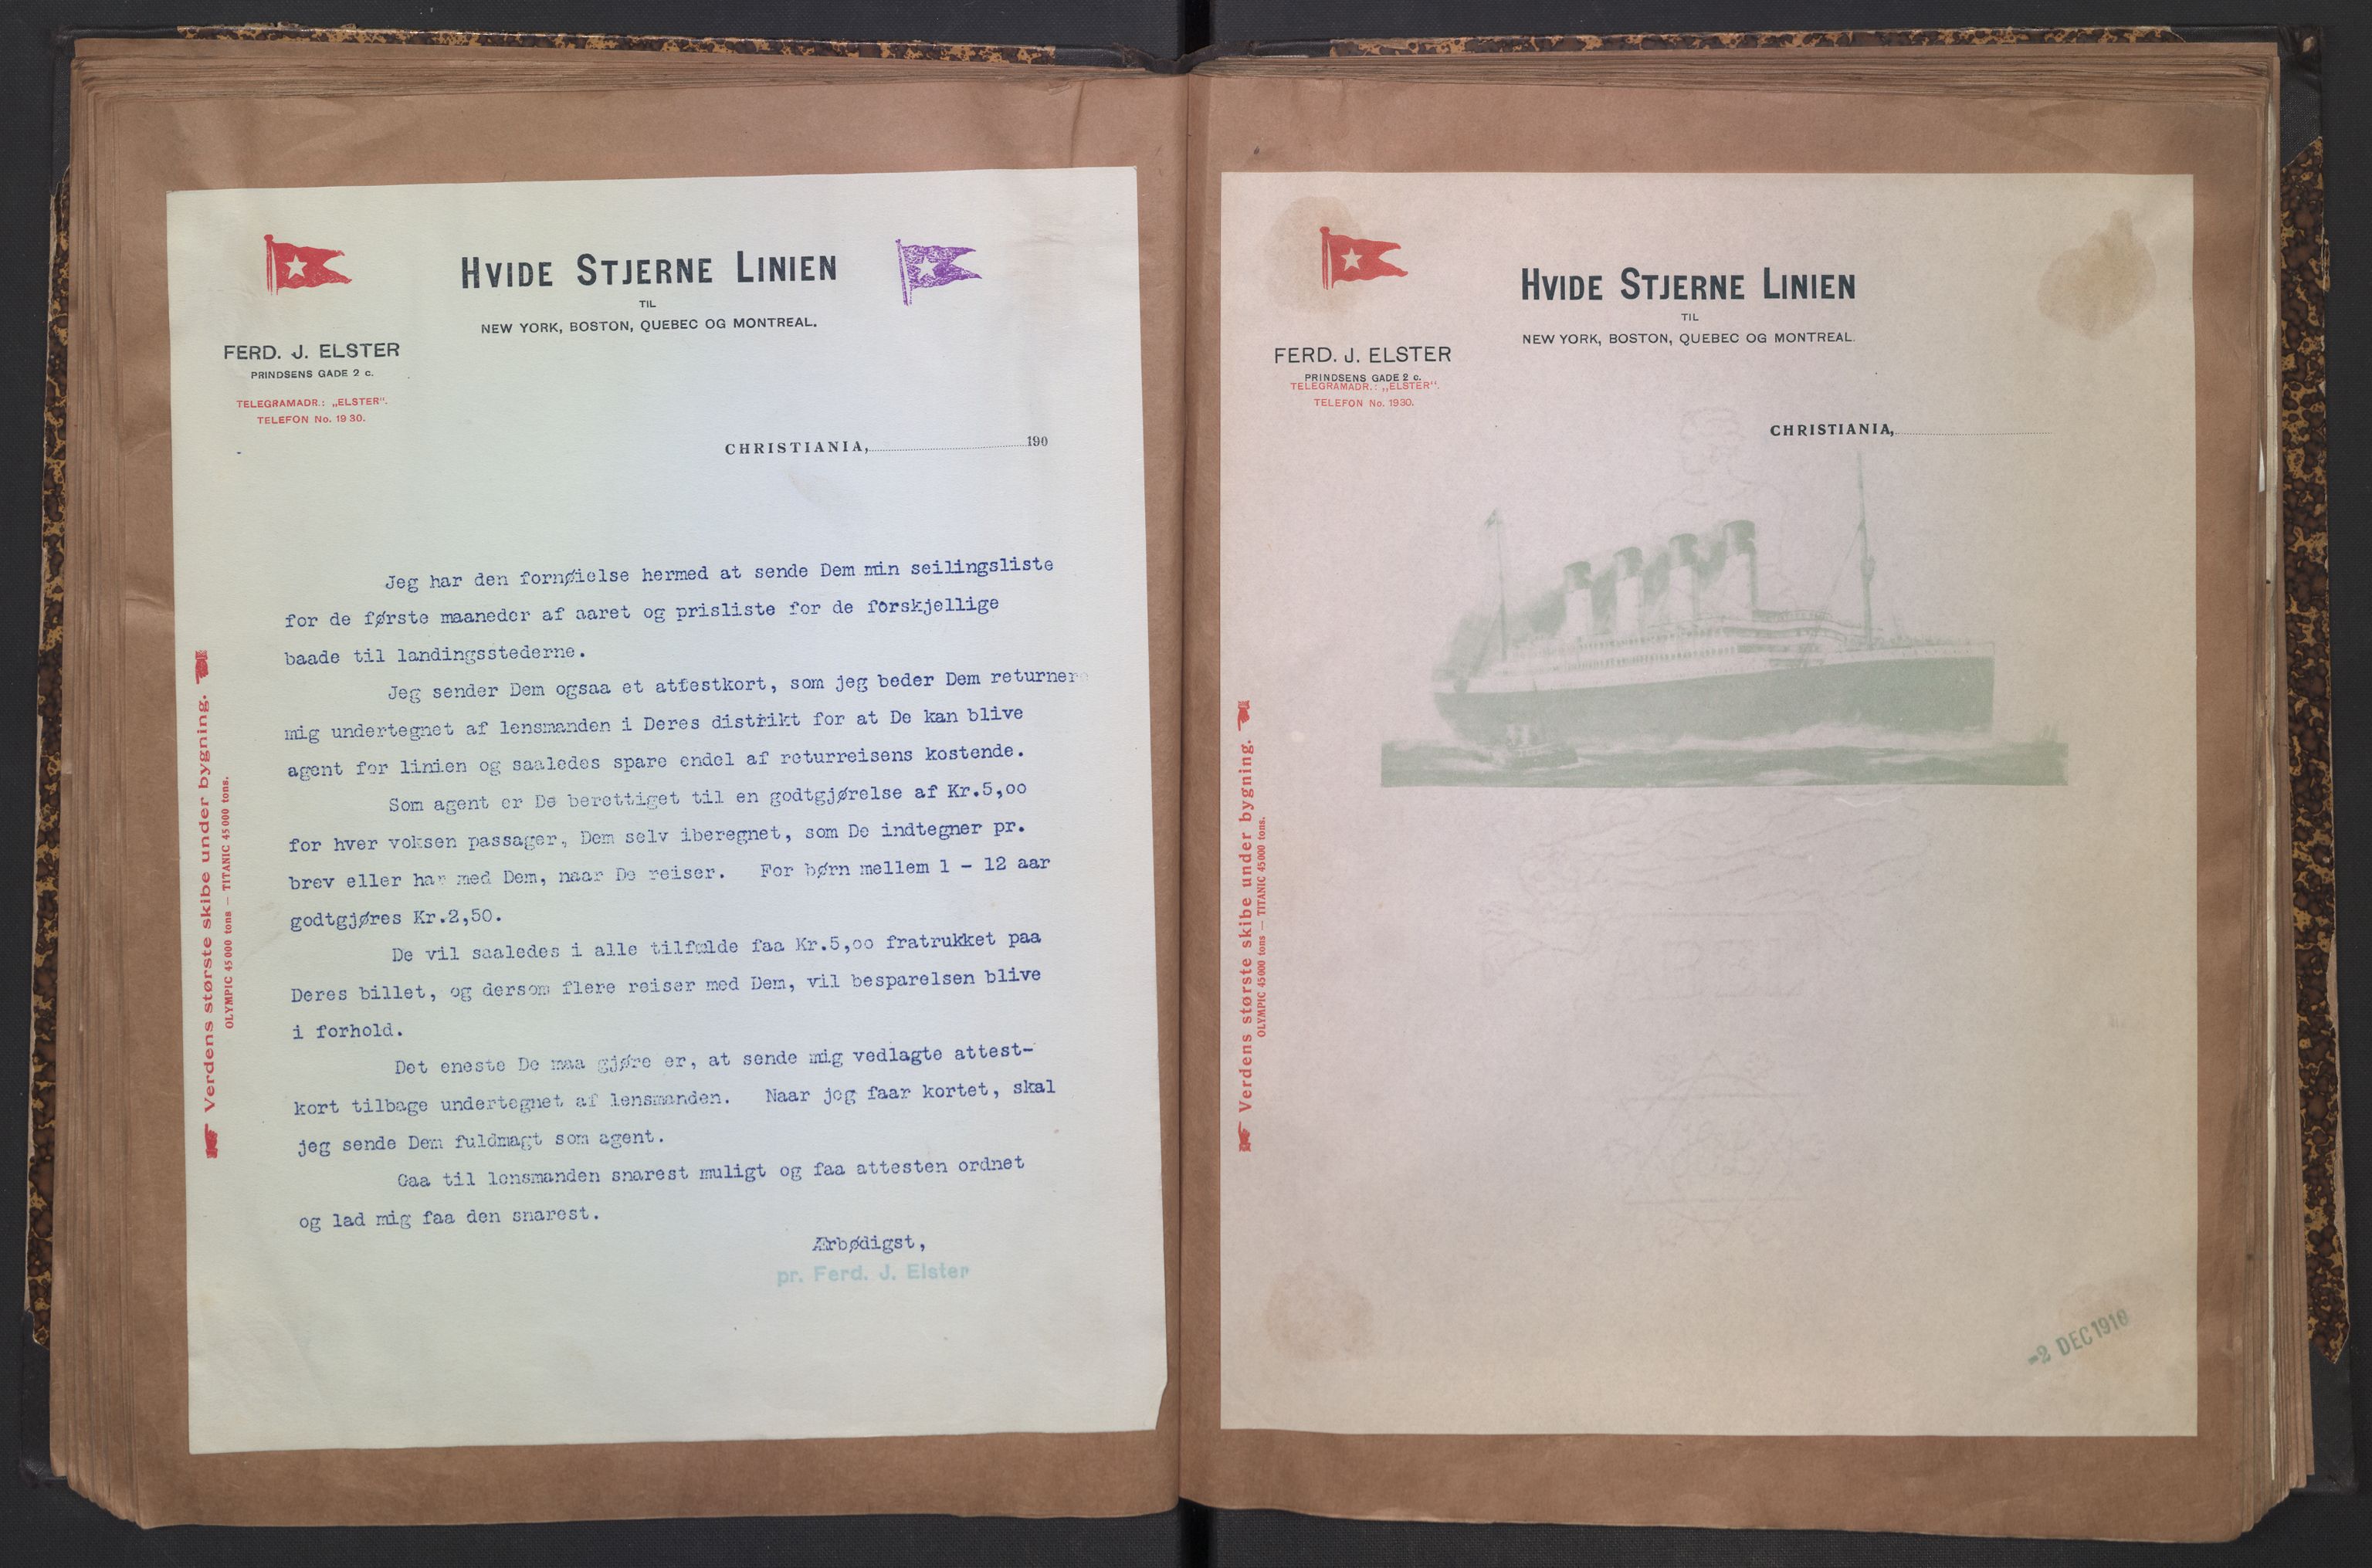 HVIDE STJERNE LINIEN
TIL
NEW YORK, BOSTON, QUEBEC OG MONTREAL.
FERD. J. ELSTER
PRINDSENS GADE 2 c.
TELEGRAMADR.: „ELSTER“.
TELEFON No. 1930.
CHRISTIANIA, 190
Jeg har den fornøielse hermed at sende Dem min seilingsliste
for de første maaneder af aaret og prisliste for de forskjellige
baade til landingsstederne.
Jeg sender Dem ogsaa et attestkort, som jeg beder Dem returnere
mig undertegnet af lensmanden i Deres distrikt for at De kan blive
agent for linien og saaledes spare endel af returreisens kostende.
Som agent er De berettiget til en godtgjørelse af Kr.5,oo
for hver voksen passager, Dem selv iberegnet, som De indtegner pr.
brev eller har med Dem, naar De reiser. For børn mellem 1 - 12 aar
godtgjøres Kr.2,50.
De vil saaledes i alle tilfælde faa Kr.5,oo fratrukket paa
Deres billet, og dersom flere reiser med Dem, vil besparelsen blive
i forhold.
Det eneste De maa gjøre er, at sende mig vedlagte attest-
kort tilbage undertegnet af lensmanden. Naar jeg faar kortet, skal
jeg sende Dem fuldmagt som agent.
Gaa til lensmanden snarest muligt og faa attesten ordnet
og lad mig faa den snarest.
Ærbødigst,
pr. Ferd. J. Elster
Verdens største skibe under bygning.
OLYMPIC 45000 tons — TITANIC 45000 tons.
HVIDE STJERNE LINIEN
TIL
NEW YORK, BOSTON, QUEBEC OG MONTREAL.
FERD. J. ELSTER
PRINDSENS GADE 2 c.
TELEGRAMADR.: „ELSTER“.
TELEFON No. 1930.
CHRISTIANIA,
Verdens største skibe under bygning.
OLYMPIC 45000 tons — TITANIC 45000 tons.
-2 DEC 1910